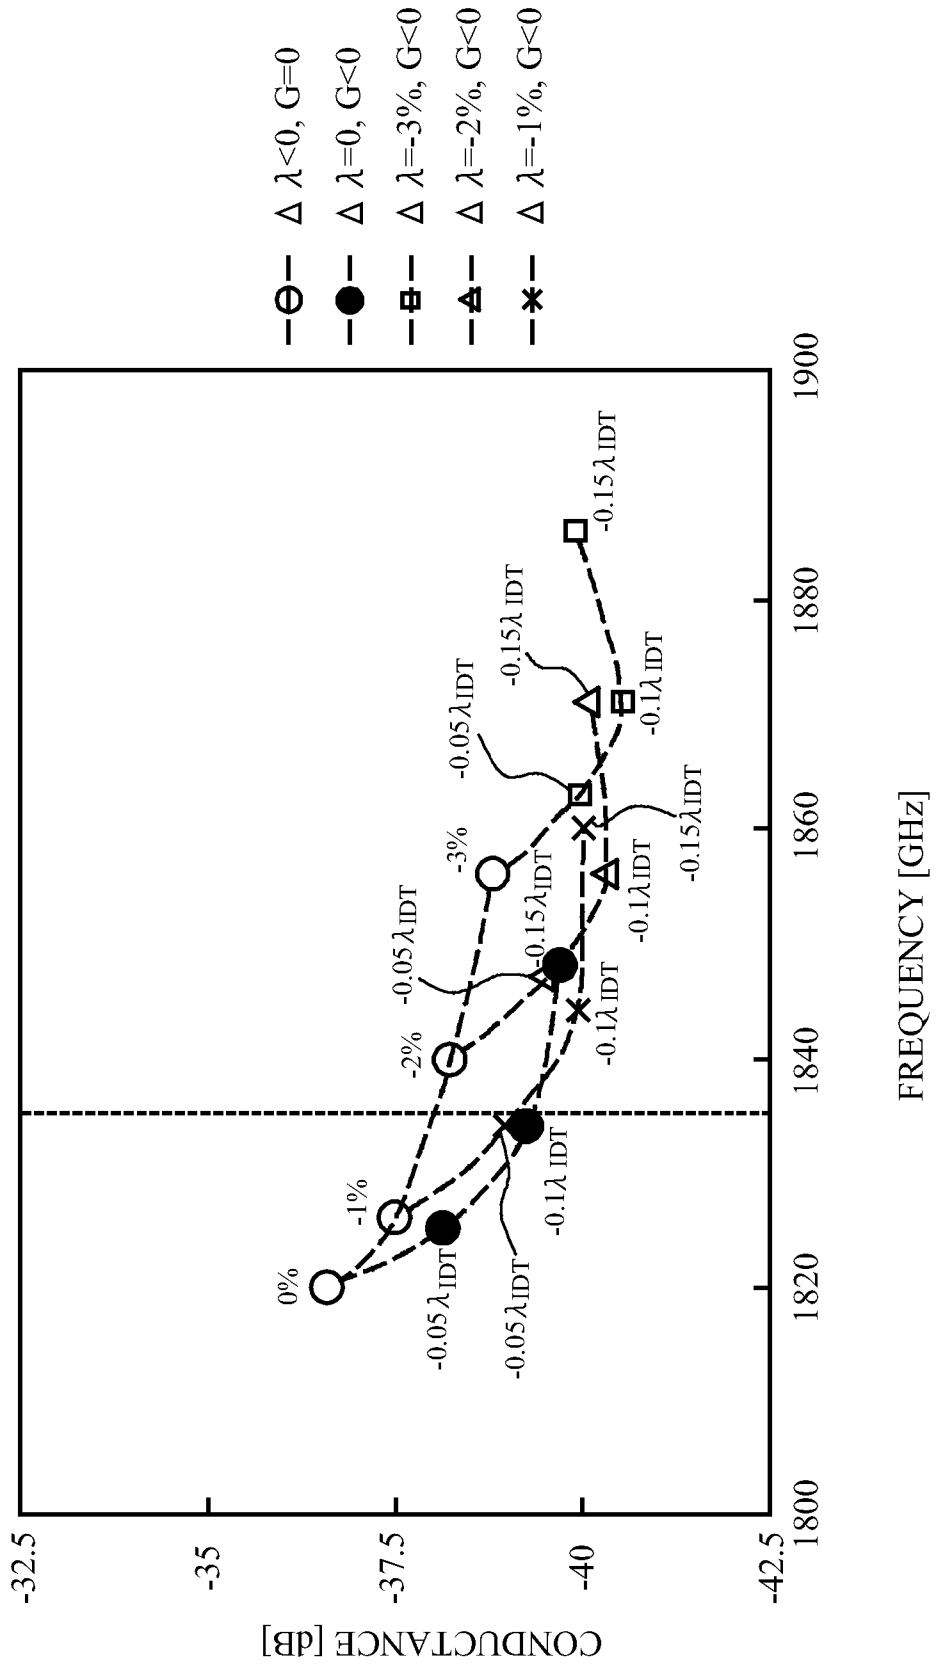 CONDUCTANCE [dB]
-32.5
-35
-37.5
-40
-42.5
1800
1820
1840
1860
1880
1900
FREQUENCY [GHz]
0%
-1%
-2%
-3%
-0.05λIDT
-0.1λIDT
-0.15λIDT
-0.05λIDT
-0.1λIDT
-0.15λIDT
-0.05λIDT
-0.1λIDT
-0.15λIDT
-0.05λIDT
-0.1λIDT
-0.15λIDT
Δλ<0, G=0
Δλ=0, G<0
Δλ=-3%, G<0
Δλ=-2%, G<0
Δλ=-1%, G<0